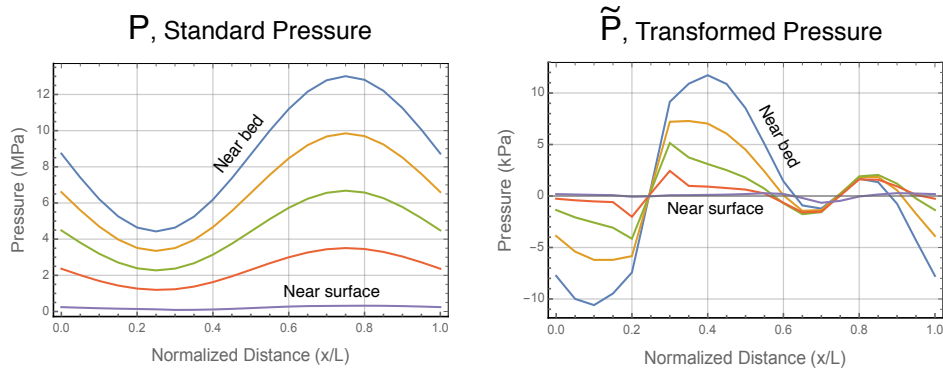 P, Standard Pressure
Pressure (MPa)
12
10
8
6
4
2
0
Near bed
Near surface
0.0 0.2 0.4 0.6 0.8 1.0
Normalized Distance (x/L)
P̃, Transformed Pressure
Pressure (kPa)
10
5
0
−5
−10
Near bed
Near surface
0.0 0.2 0.4 0.6 0.8 1.0
Normalized Distance (x/L)